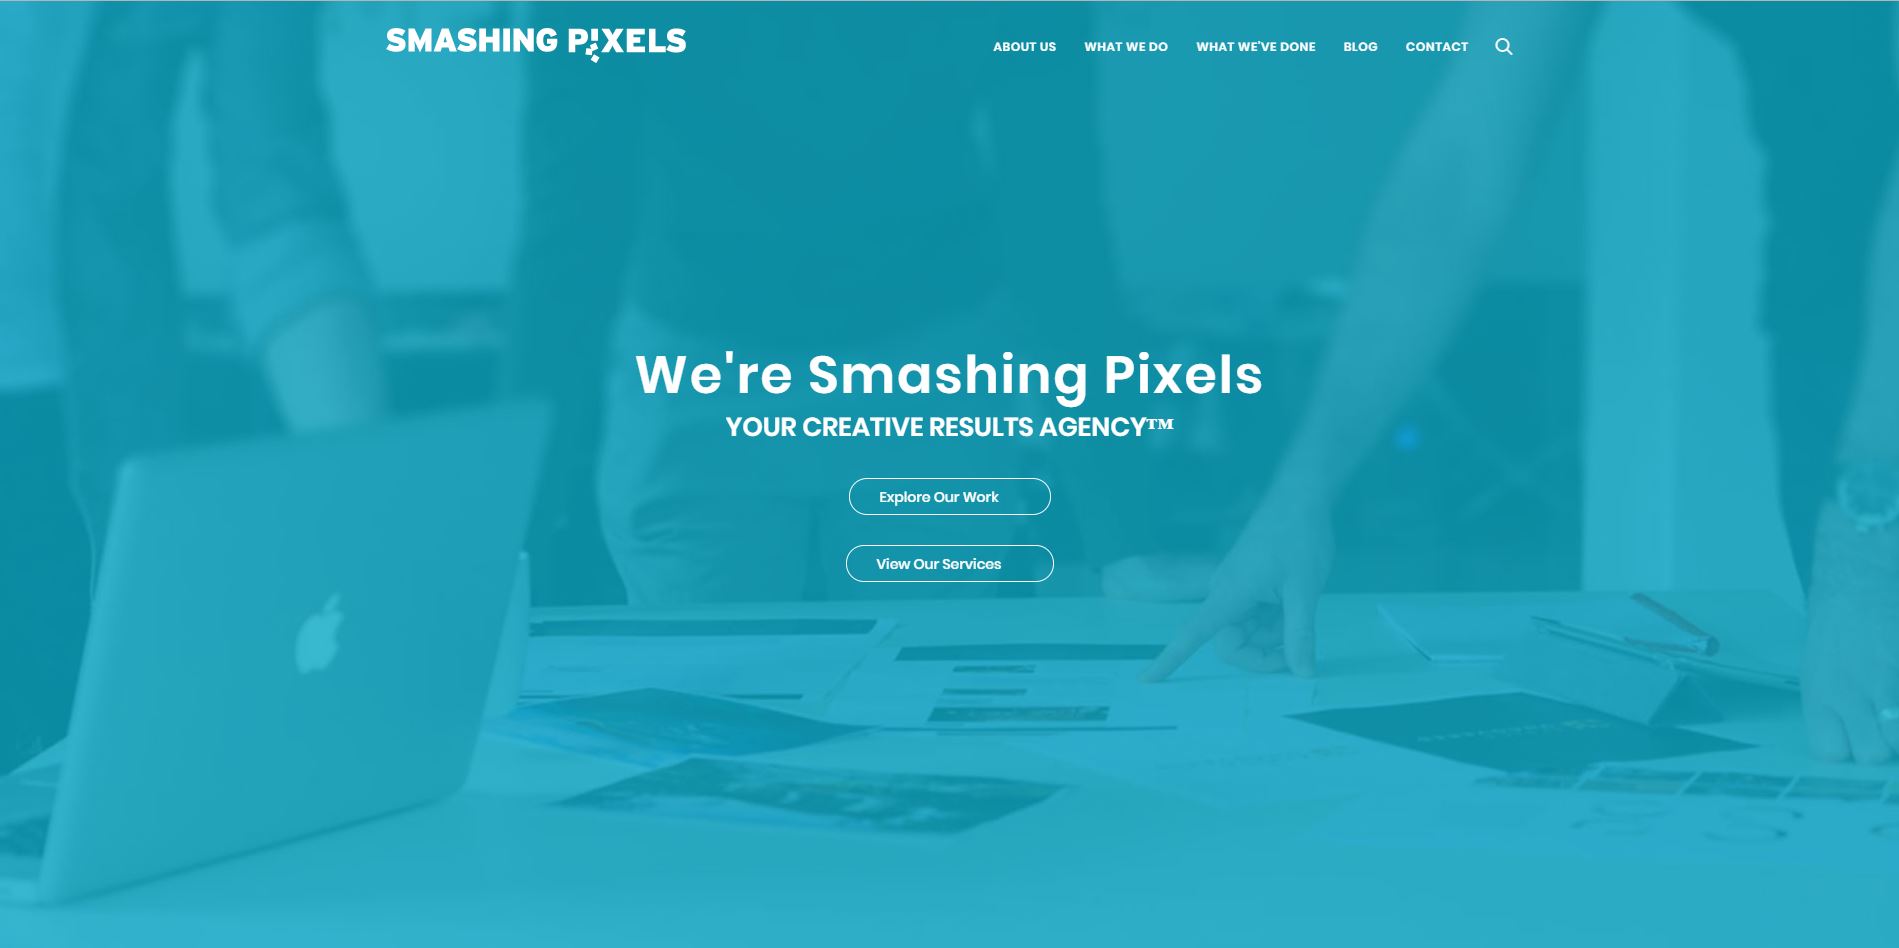 SMASHING PIXELS
ABOUT US WHAT WE DO WHAT WE'VE DONE BLOG CONTACT
We're Smashing Pixels
YOUR CREATIVE RESULTS AGENCY™
Explore Our Work
View Our Services